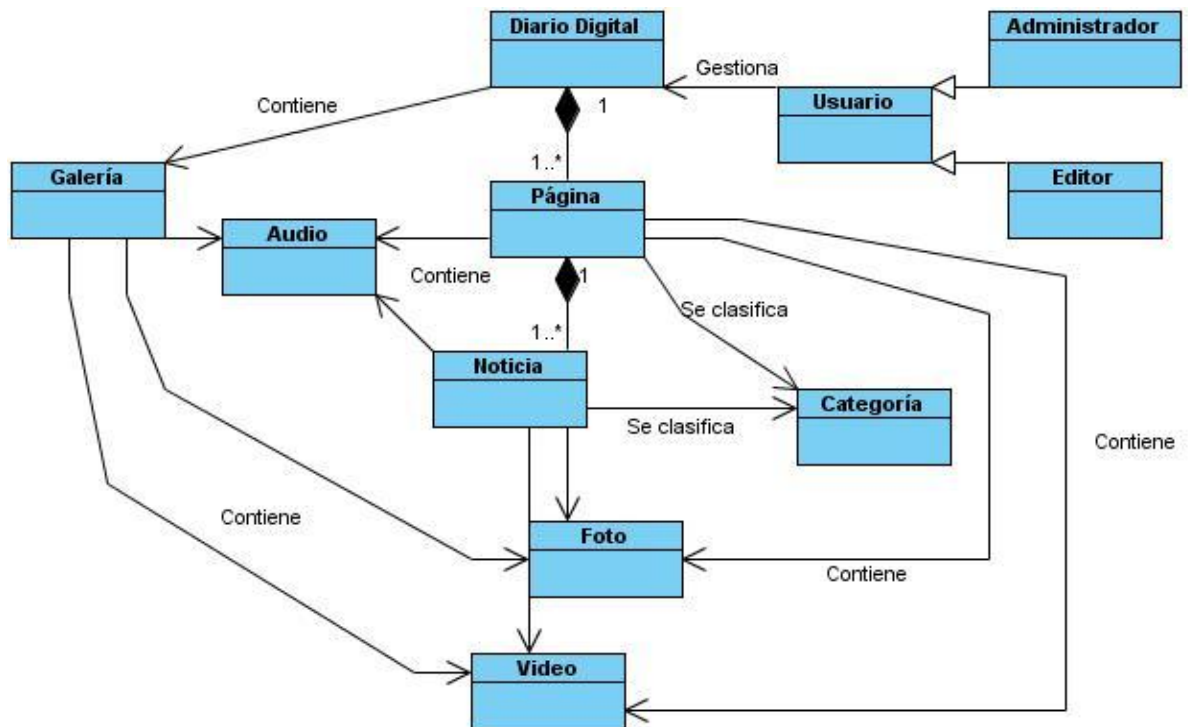 Diario Digital
Administrador
Gestiona
Usuario
Contiene
1
1..*
Galería
Página
Editor
Audio
Contiene
1
Se clasifica
1..*
Noticia
Categoría
Se clasifica
Contiene
Contiene
Foto
Contiene
Video